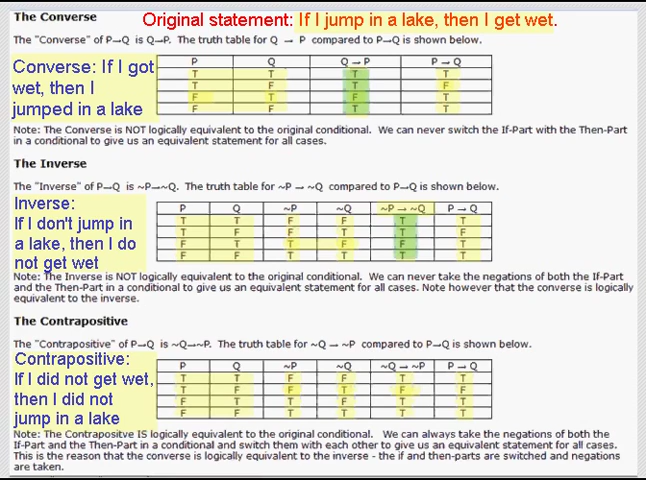 The Converse
Original statement: If I jump in a lake, then I get wet.
The "Converse" of P→Q is Q→P. The truth table for Q → P compared to P→Q is shown below.
Converse: If I got
wet, then I
jumped in a lake
P Q Q→P P→Q
T T T T
T F T F
F T F T
F F T T
Note: The Converse is NOT logically equivalent to the original conditional. We can never switch the If-Part with the Then-Part
in a conditional to give us an equivalent statement for all cases.
The Inverse
The "Inverse" of P→Q is ~P→~Q. The truth table for ~P → ~Q compared to P→Q is shown below.
Inverse:
If I don't jump in
a lake, then I do
not get wet
P Q ~P ~Q ~P → ~Q P → Q
T T F F T T
T F F T T F
F T T F F T
F F T T T T
Note: The Inverse is NOT logically equivalent to the original conditional. We can never take the negations of both the If-Part
and the Then-Part in a conditional to give us an equivalent statement for all cases. Note however that the converse is logically
equivalent to the inverse.
The Contrapositive
The "Contrapositive" of P→Q is ~Q→~P. The truth table for ~Q → ~P compared to P→Q is shown below.
Contrapositive:
If I did not get wet,
then I did not
jump in a lake
P Q ~P ~Q ~Q → ~P P → Q
T T F F T T
T F F T F F
F T T F T T
F F T T T T
Note: The Contrapositive IS logically equivalent to the original conditional. We can always take the negations of both the
If-Part and the Then-Part in a conditional and switch them with each other to give us an equivalent statement for all cases.
This is the reason that the converse is logically equivalent to the inverse - the if and then-parts are switched and negations
are taken.